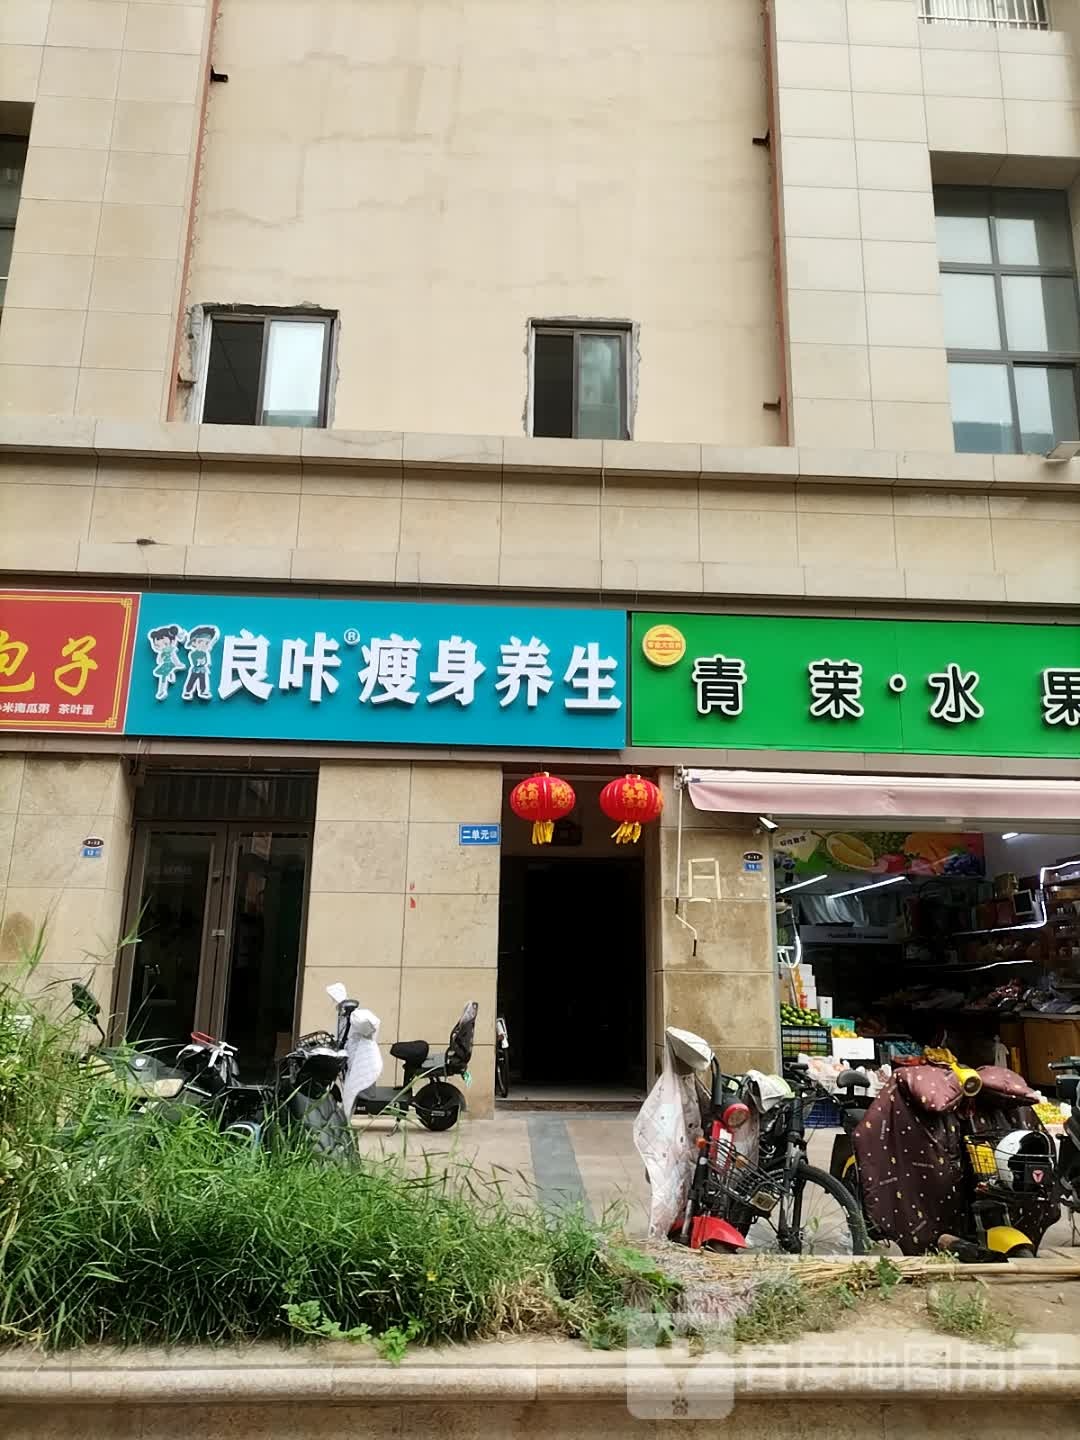 包子
小米南瓜粥 茶叶蛋
良咔®瘦身养生
青茉·水果
二单元
百度地图用户